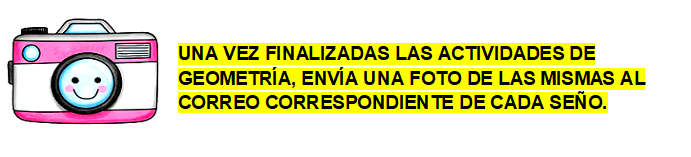 UNA VEZ FINALIZADAS LAS ACTIVIDADES DE
GEOMETRÍA, ENVÍA UNA FOTO DE LAS MISMAS AL
CORREO CORRESPONDIENTE DE CADA SEÑO.